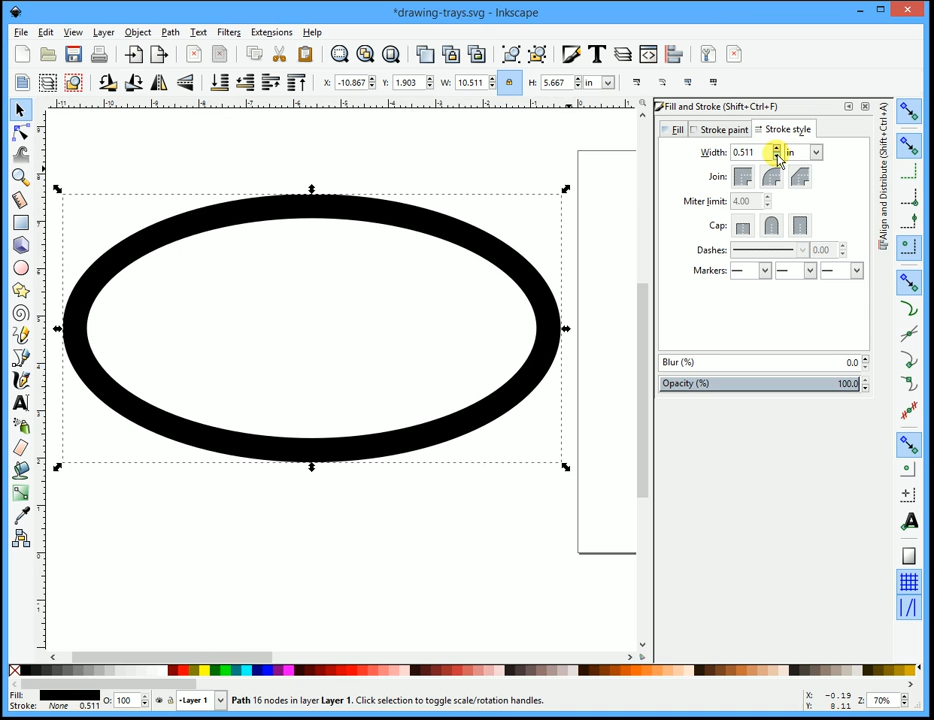 *drawing-trays.svg - Inkscape
File Edit View Layer Object Path Text Filters Extensions Help
X: -10.867 Y: 1.903 W: 10.511 H: 5.667 in
Fill and Stroke (Shift+Ctrl+F)
Fill Stroke paint Stroke style
Width: 0.511 in
Join:
Miter limit: 4.00
Cap:
Dashes: 0.00
Markers:
Blur (%) 0.0
Opacity (%) 100.0
Align and Distribute (Shift+Ctrl+A)
Fill:
Stroke: None 0.511
O: 100
Layer 1
Path 16 nodes in layer Layer 1. Click selection to toggle scale/rotation handles.
X: -0.19
Y: 8.11
Z: 70%